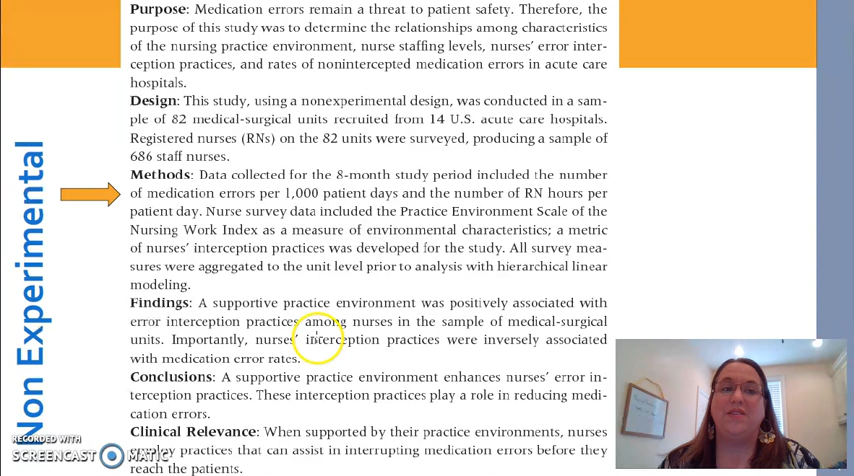 Purpose: Medication errors remain a threat to patient safety. Therefore, the
purpose of this study was to determine the relationships among characteristics
of the nursing practice environment, nurse staffing levels, nurses' error inter-
ception practices, and rates of nonintercepted medication errors in acute care
hospitals.
Design: This study, using a nonexperimental design, was conducted in a sam-
ple of 82 medical-surgical units recruited from 14 U.S. acute care hospitals.
Registered nurses (RNs) on the 82 units were surveyed, producing a sample of
686 staff nurses.
Methods: Data collected for the 8-month study period included the number
of medication errors per 1,000 patient days and the number of RN hours per
patient day. Nurse survey data included the Practice Environment Scale of the
Nursing Work Index as a measure of environmental characteristics; a metric
of nurses' interception practices was developed for the study. All survey mea-
sures were aggregated to the unit level prior to analysis with hierarchical linear
modeling.
Findings: A supportive practice environment was positively associated with
error interception practices among nurses in the sample of medical-surgical
units. Importantly, nurses' interception practices were inversely associated
with medication error rates.
Conclusions: A supportive practice environment enhances nurses' error in-
terception practices. These interception practices play a role in reducing medi-
cation errors.
Clinical Relevance: When supported by their practice environments, nurses
employ practices that can assist in interrupting medication errors before they
reach the patients.
Non Experimental
RECORDED WITH
SCREENCAST MATIC